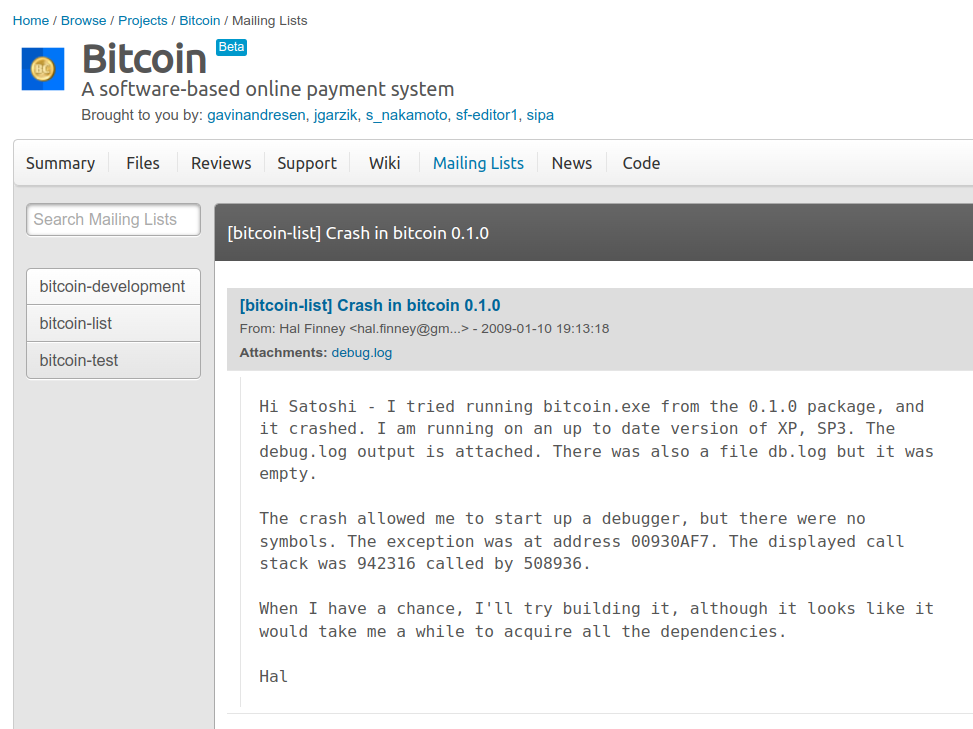 Home / Browse / Projects / Bitcoin / Mailing Lists
Bitcoin Beta
A software-based online payment system
Brought to you by: gavinandresen, jgarzik, s_nakamoto, sf-editor1, sipa
Summary Files Reviews Support Wiki Mailing Lists News Code
Search Mailing Lists
bitcoin-development
bitcoin-list
bitcoin-test
[bitcoin-list] Crash in bitcoin 0.1.0
[bitcoin-list] Crash in bitcoin 0.1.0
From: Hal Finney <hal.finney@gm...> - 2009-01-10 19:13:18
Attachments: debug.log
Hi Satoshi - I tried running bitcoin.exe from the 0.1.0 package, and
it crashed. I am running on an up to date version of XP, SP3. The
debug.log output is attached. There was also a file db.log but it was
empty.
The crash allowed me to start up a debugger, but there were no
symbols. The exception was at address 00930AF7. The displayed call
stack was 942316 called by 508936.
When I have a chance, I'll try building it, although it looks like it
would take me a while to acquire all the dependencies.
Hal